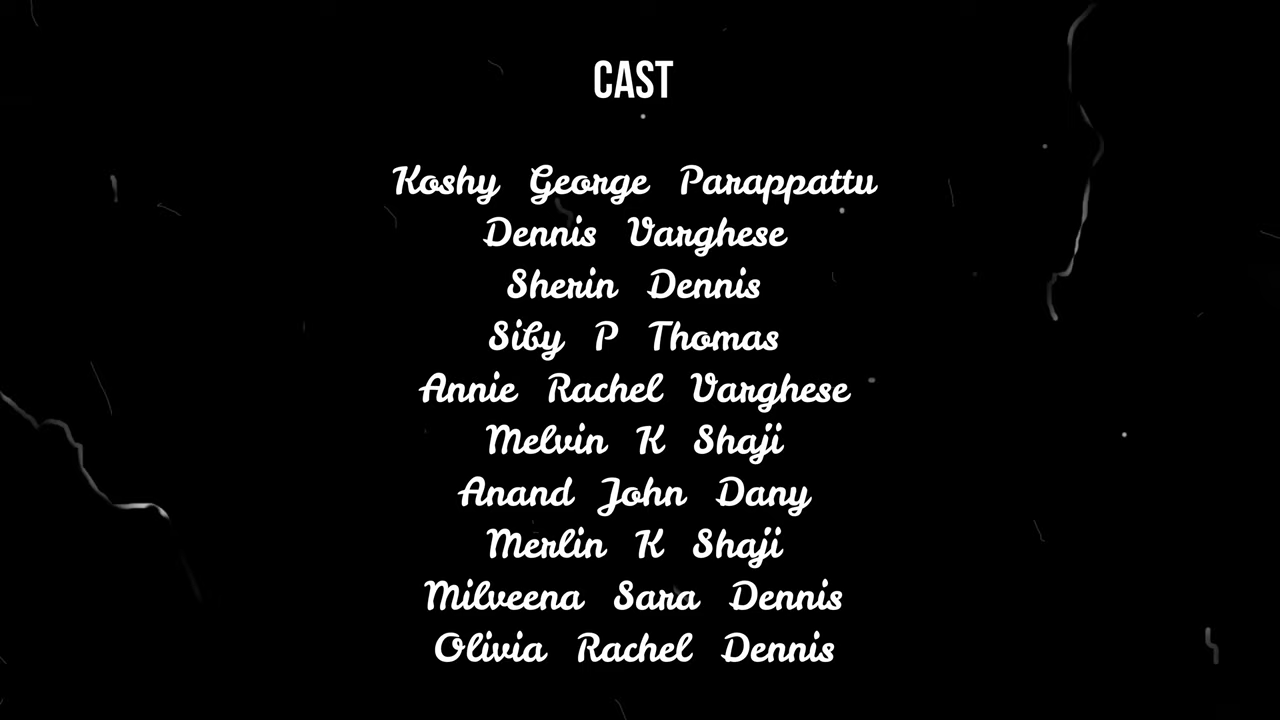 CAST
Koshy George Parappattu
Dennis Varghese
Sherin Dennis
Siby P Thomas
Annie Rachel Varghese
Melvin K Shaji
Anand John Dany
Merlin K Shaji
Milveena Sara Dennis
Olivia Rachel Dennis